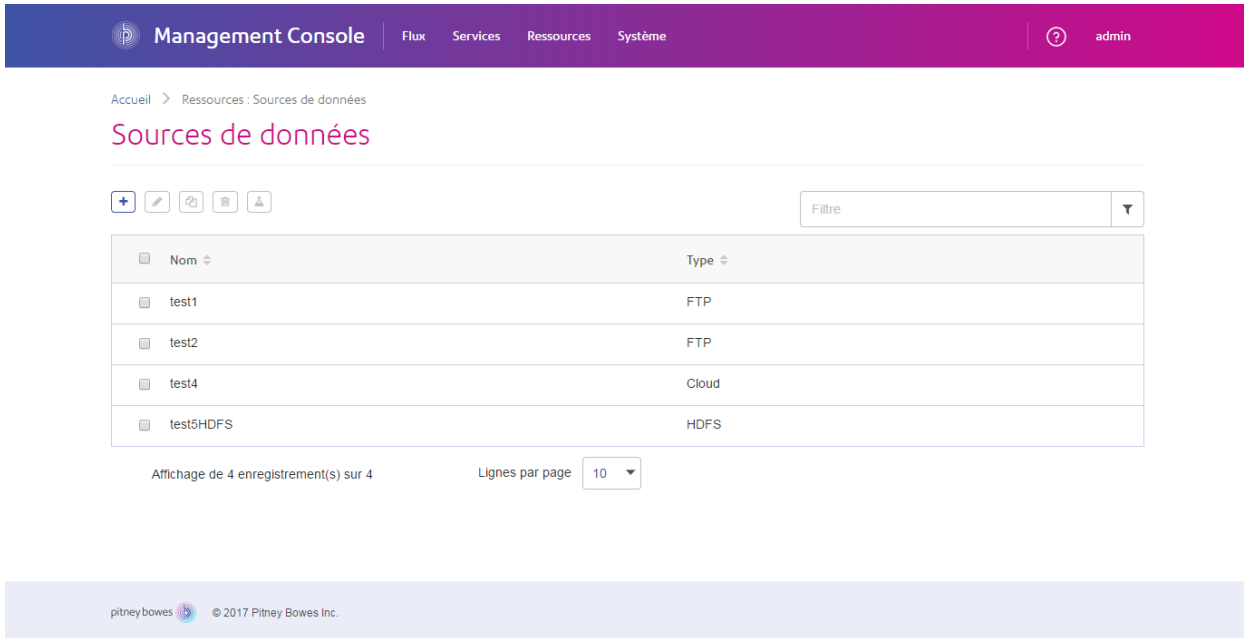 Management Console Flux Services Ressources Système ? admin
Accueil > Ressources : Sources de données
Sources de données
Filtre
Nom Type
test1 FTP
test2 FTP
test4 Cloud
test5HDFS HDFS
Affichage de 4 enregistrement(s) sur 4 Lignes par page 10
pitney bowes © 2017 Pitney Bowes Inc.